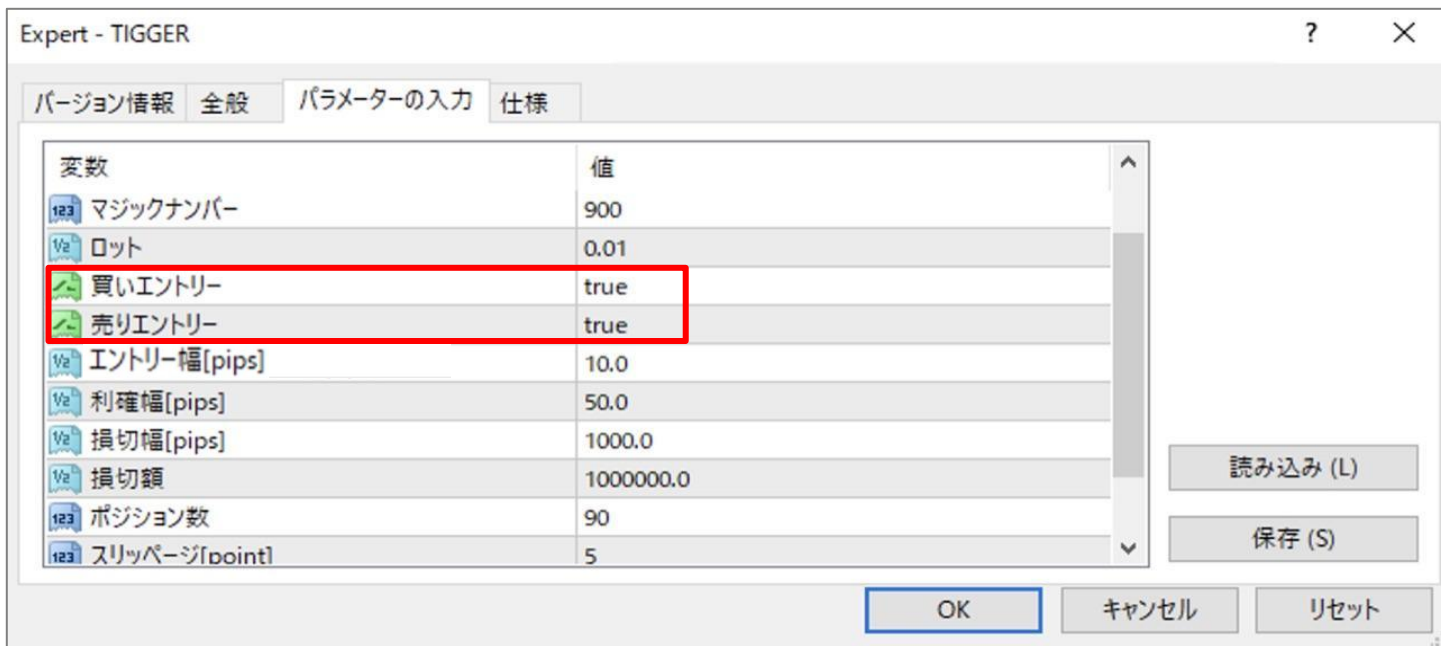 Expert - TIGGER ? ×
バージョン情報 全般 パラメーターの入力 仕様
変数 値
マジックナンバー 900
ロット 0.01
買いエントリー true
売りエントリー true
エントリー幅[pips] 10.0
利確幅[pips] 50.0
損切幅[pips] 1000.0
損切額 1000000.0
ポジション数 90
スリッページ[point] 5
読み込み (L)
保存 (S)
OK キャンセル リセット